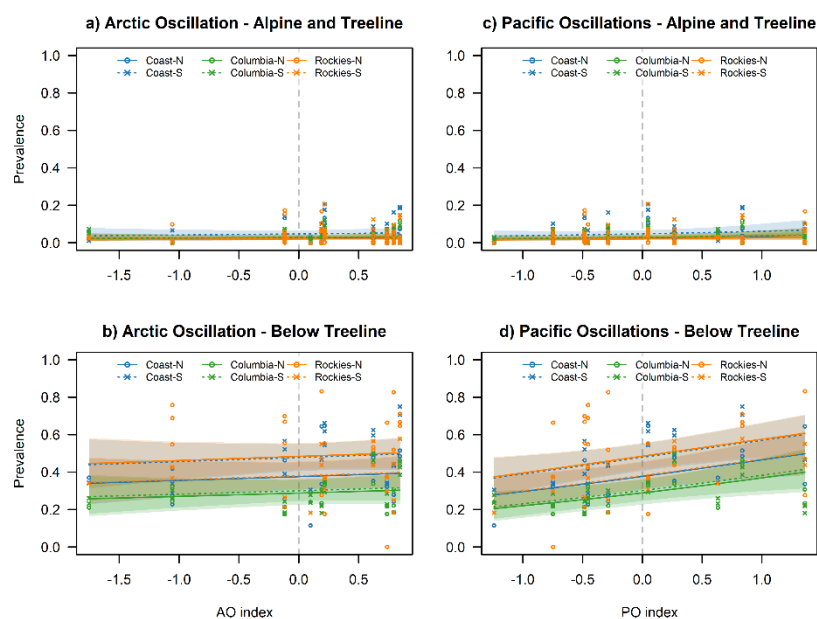 a) Arctic Oscillation - Alpine and Treeline
Prevalence
1.0
0.8
0.6
0.4
0.2
0.0
Coast-N Columbia-N Rockies-N
Coast-S Columbia-S Rockies-S
-1.5 -1.0 -0.5 0.0 0.5
c) Pacific Oscillations - Alpine and Treeline
1.0
0.8
0.6
0.4
0.2
0.0
Coast-N Columbia-N Rockies-N
Coast-S Columbia-S Rockies-S
-1.0 -0.5 0.0 0.5 1.0
b) Arctic Oscillation - Below Treeline
Prevalence
1.0
0.8
0.6
0.4
0.2
0.0
Coast-N Columbia-N Rockies-N
Coast-S Columbia-S Rockies-S
-1.5 -1.0 -0.5 0.0 0.5
AO index
d) Pacific Oscillations - Below Treeline
1.0
0.8
0.6
0.4
0.2
0.0
Coast-N Columbia-N Rockies-N
Coast-S Columbia-S Rockies-S
-1.0 -0.5 0.0 0.5 1.0
PO index